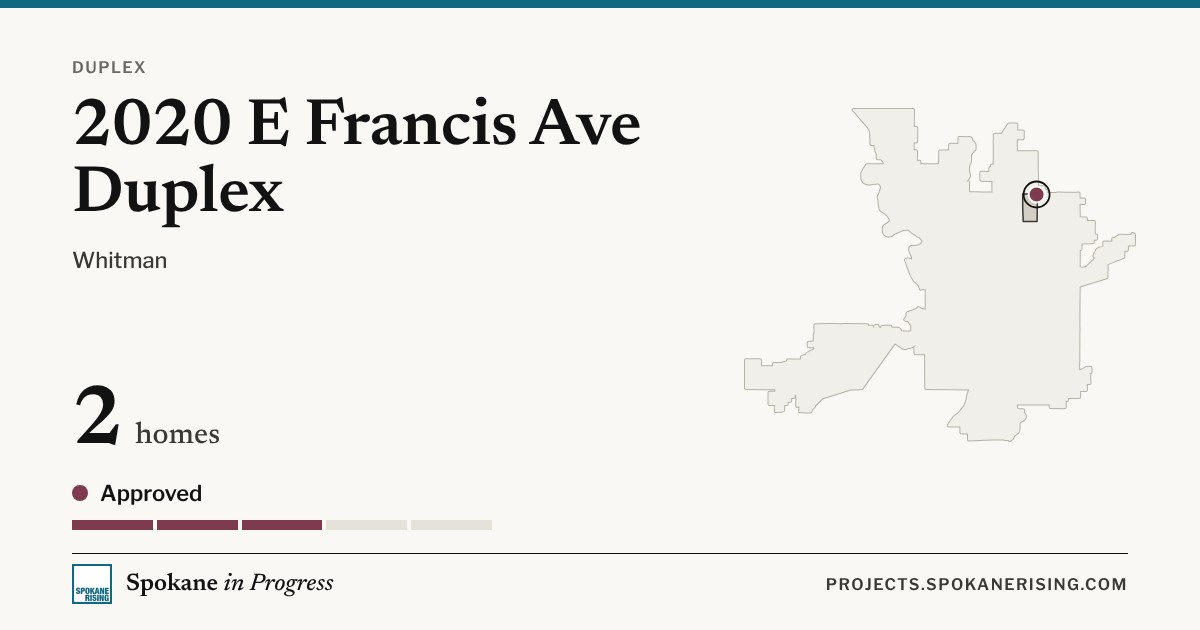 DUPLEX
2020 E Francis Ave
Duplex
Whitman
2 homes
Approved
SPOKANE
RISING
Spokane in Progress
PROJECTS.SPOKANERISING.COM